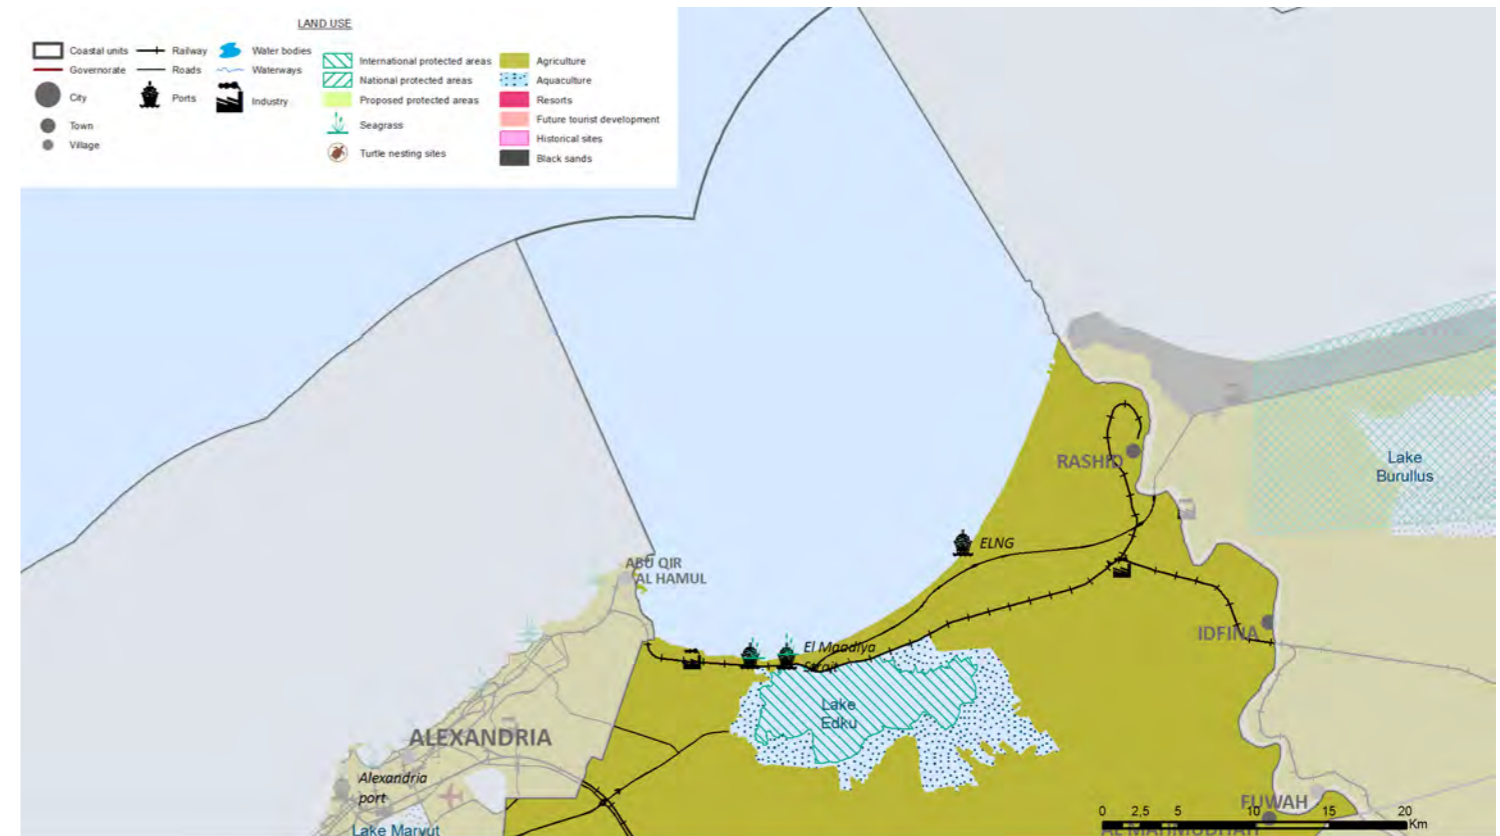 LAND USE
Coastal units
Governorate
City
Town
Village
Railway
Roads
Ports
Water bodies
Waterways
Industry
International protected areas
National protected areas
Proposed protected areas
Seagrass
Turtle nesting sites
Agriculture
Aquaculture
Resorts
Future tourist development
Historical sites
Black sands
RASHID
Lake
Burullus
ELNG
ABU QIR
AL HAMUL
IDFINA
El Maadiya
Strait
Lake
Edku
ALEXANDRIA
Alexandria
port
Lake Maryut
FUWAH
0 2,5 5 10 15 20
Km